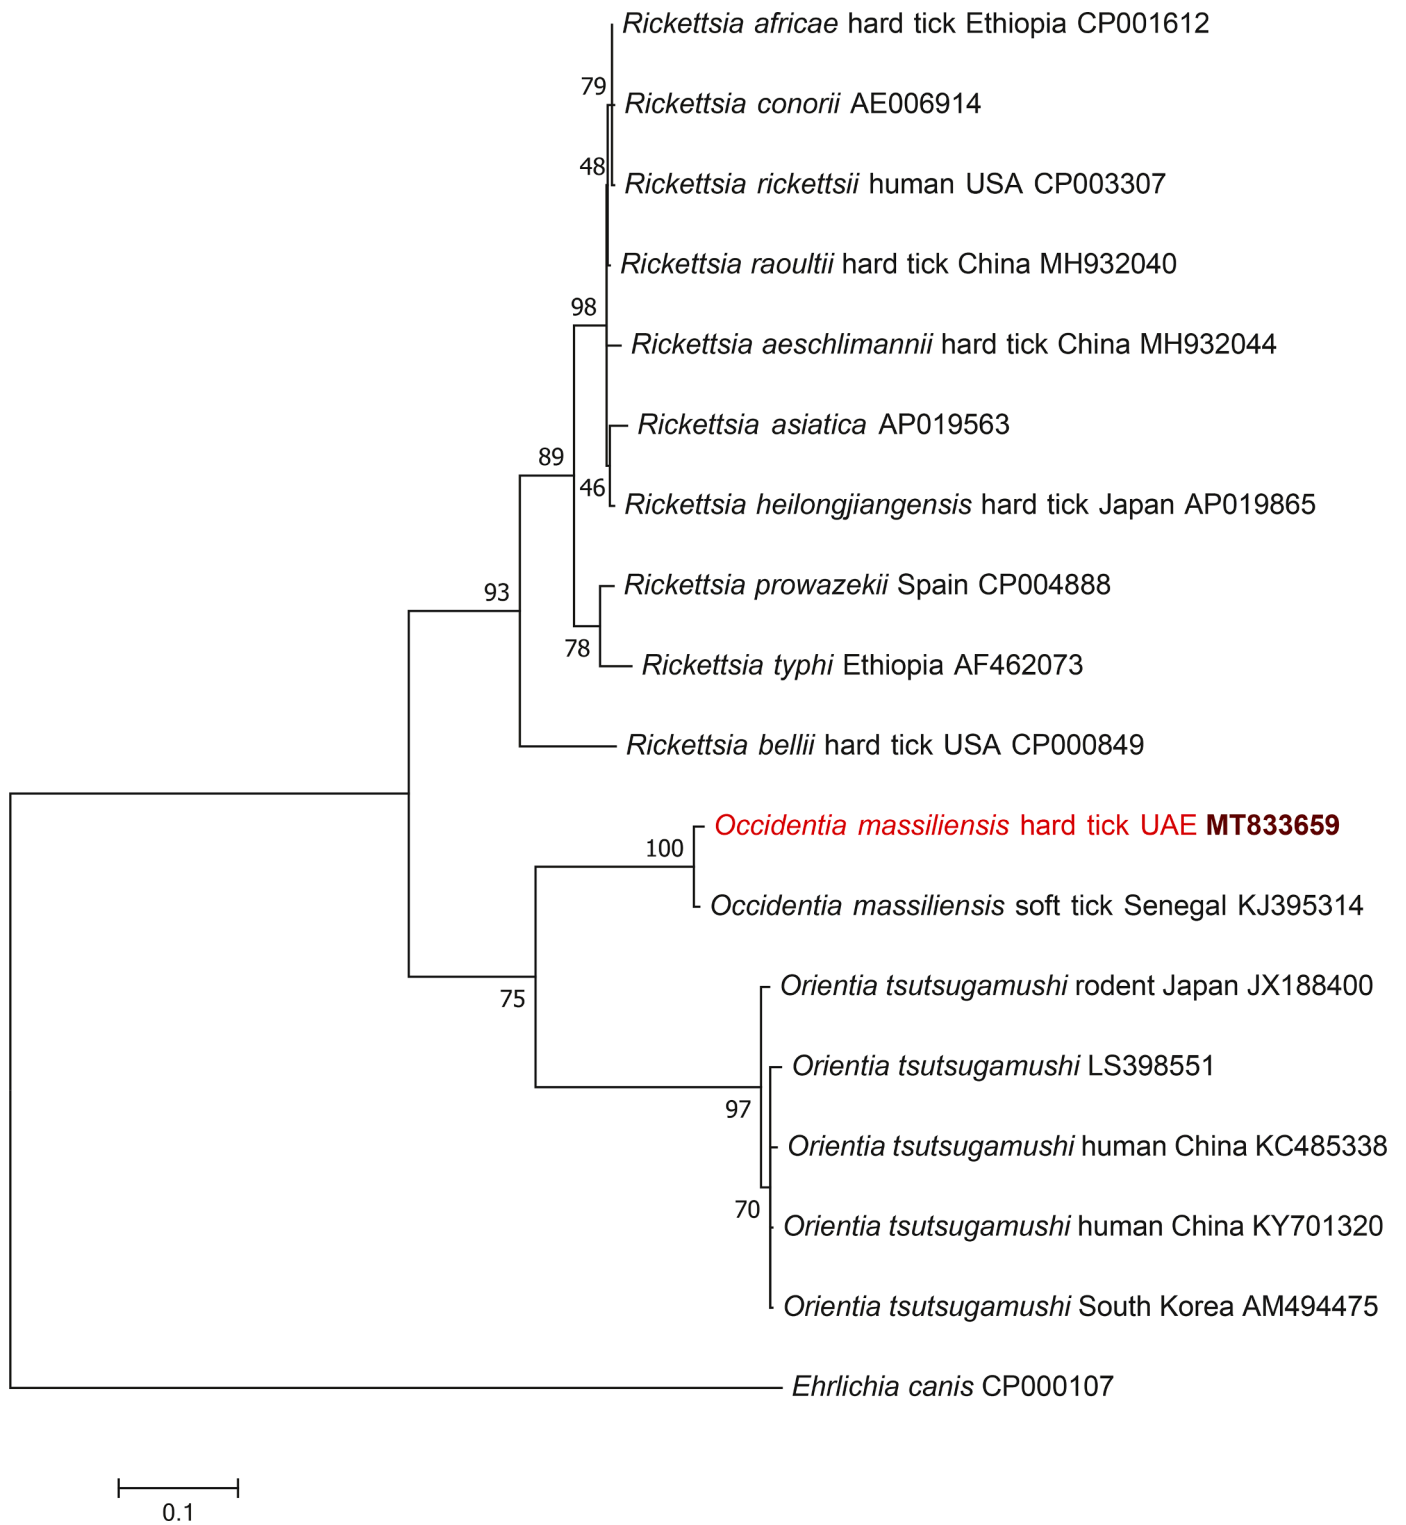 Rickettsia africae hard tick Ethiopia CP001612
79
Rickettsia conorii AE006914
48
Rickettsia rickettsii human USA CP003307
Rickettsia raoultii hard tick China MH932040
98
Rickettsia aeschlimannii hard tick China MH932044
Rickettsia asiatica AP019563
89
46
Rickettsia heilongjiangensis hard tick Japan AP019865
Rickettsia prowazekii Spain CP004888
93
78
Rickettsia typhi Ethiopia AF462073
Rickettsia bellii hard tick USA CP000849
Occidentia massiliensis hard tick UAE MT833659
100
Occidentia massiliensis soft tick Senegal KJ395314
75
Orientia tsutsugamushi rodent Japan JX188400
Orientia tsutsugamushi LS398551
97
Orientia tsutsugamushi human China KC485338
70
Orientia tsutsugamushi human China KY701320
Orientia tsutsugamushi South Korea AM494475
Ehrlichia canis CP000107
0.1